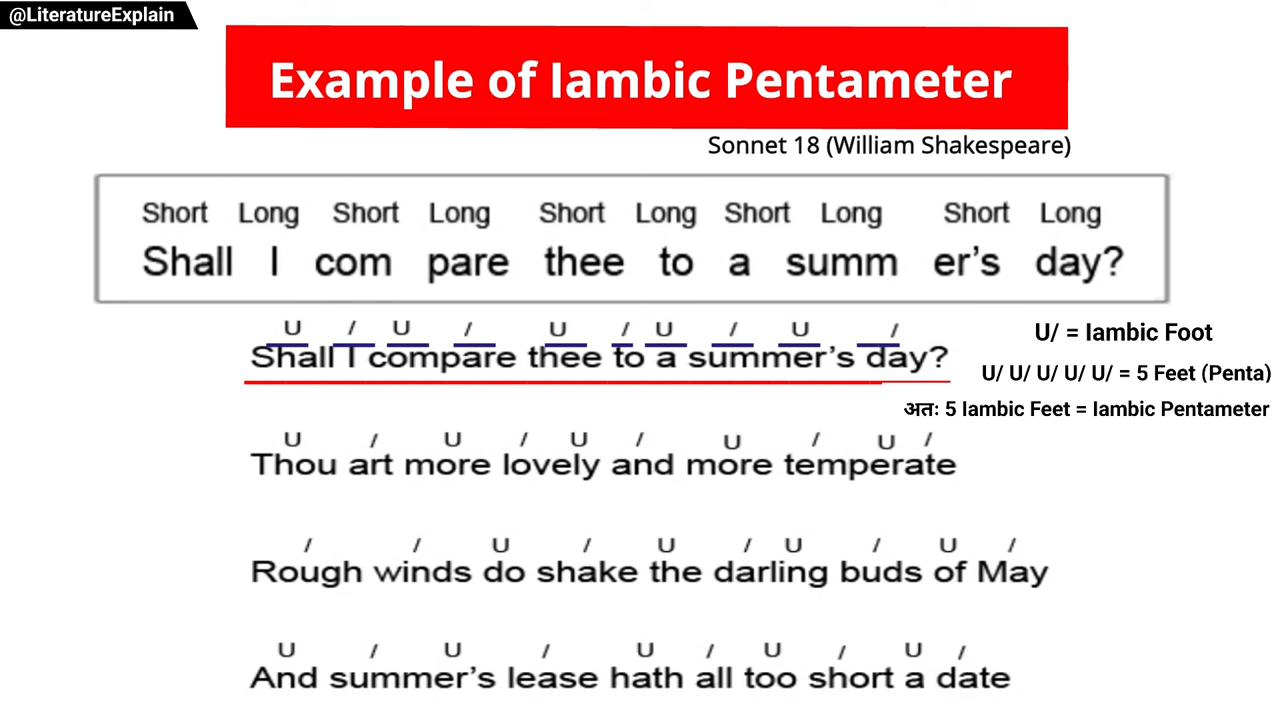 @LiteratureExplain
Example of Iambic Pentameter
Sonnet 18 (William Shakespeare)
Short Long Short Long Short Long Short Long Short Long
Shall I com pare thee to a summ er's day?
U / U / U / U / U /
Shall I compare thee to a summer's day?
U/ = Iambic Foot
U/ U/ U/ U/ U/ = 5 Feet (Penta)
अतः 5 Iambic Feet = Iambic Pentameter
U / U / U / U / U /
Thou art more lovely and more temperate
/ / U / U / U / U /
Rough winds do shake the darling buds of May
U / U / U / U / U /
And summer's lease hath all too short a date